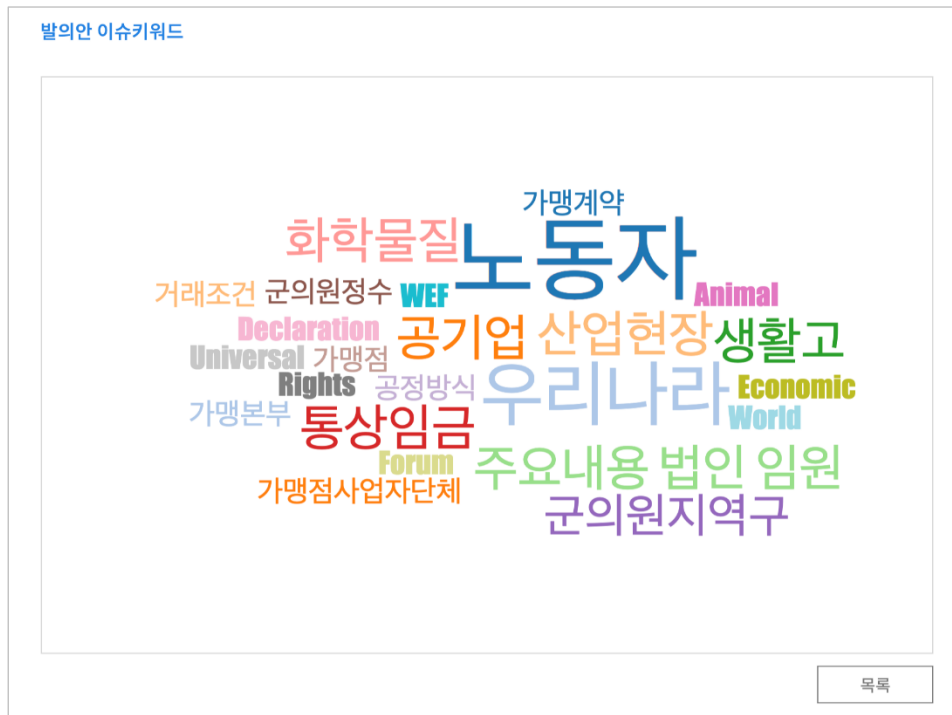 발의안 이슈키워드
가맹계약
화학물질
노동자
거래조건
군의원정수
WEF
Animal
Declaration
공기업
산업현장
생활고
Universal
가맹점
Rights
공정방식
우리나라
Economic
가맹본부
통상임금
World
Forum
주요내용
법인 임원
가맹점사업자단체
군의원지역구
목록